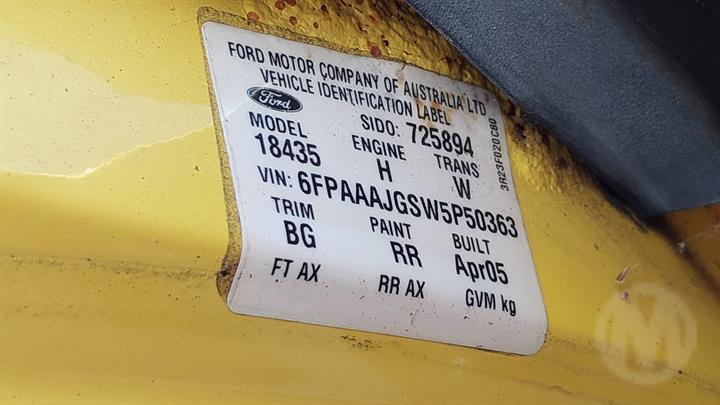 FORD MOTOR COMPANY OF AUSTRALIA LTD
VEHICLE IDENTIFICATION LABEL
Ford SIDO: 725894
MODEL ENGINE TRANS
18435 H W
VIN: 6FPAAAJGSW5P50363
TRIM PAINT BUILT
BG RR Apr05
FT AX RR AX GVM kg
3R23F020C80
M